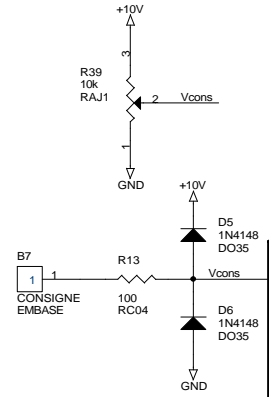 +10V
3
R39
10k
RAJ1
2 Vcons
1
GND
+10V
D5
1N4148
DO35
B7
R13
1 1 Vcons
CONSIGNE
EMBASE
100
RC04
D6
1N4148
DO35
GND